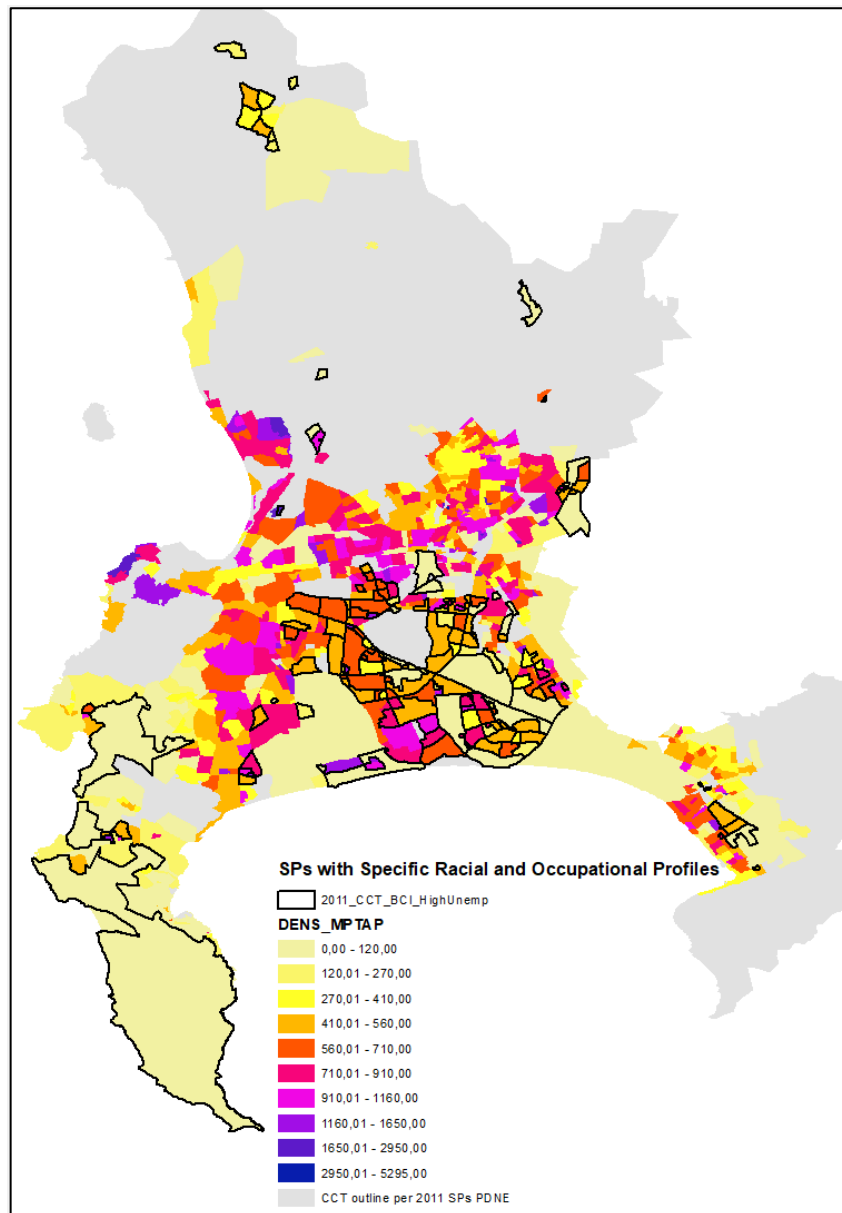 SPs with Specific Racial and Occupational Profiles
2011_CCT_BCI_HighUnemp
DENS_MPTAP
0,00 - 120,00
120,01 - 270,00
270,01 - 410,00
410,01 - 560,00
560,01 - 710,00
710,01 - 910,00
910,01 - 1160,00
1160,01 - 1650,00
1650,01 - 2950,00
2950,01 - 5295,00
CCT outline per 2011 SPs PDNE